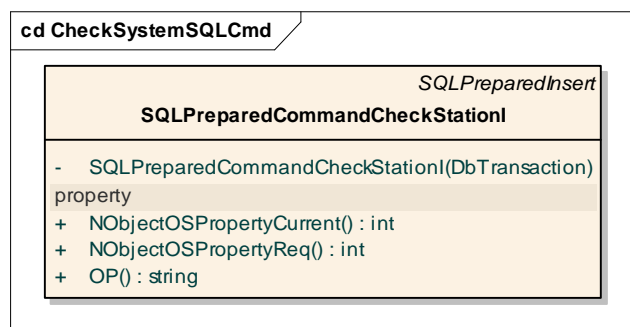 cd CheckSystemSQLCmd
SQLPreparedInsert
SQLPreparedCommandCheckStationI
- SQLPreparedCommandCheckStationI(DbTransaction)
property
+ NObjectOSPropertyCurrent() : int
+ NObjectOSPropertyReq() : int
+ OP() : string